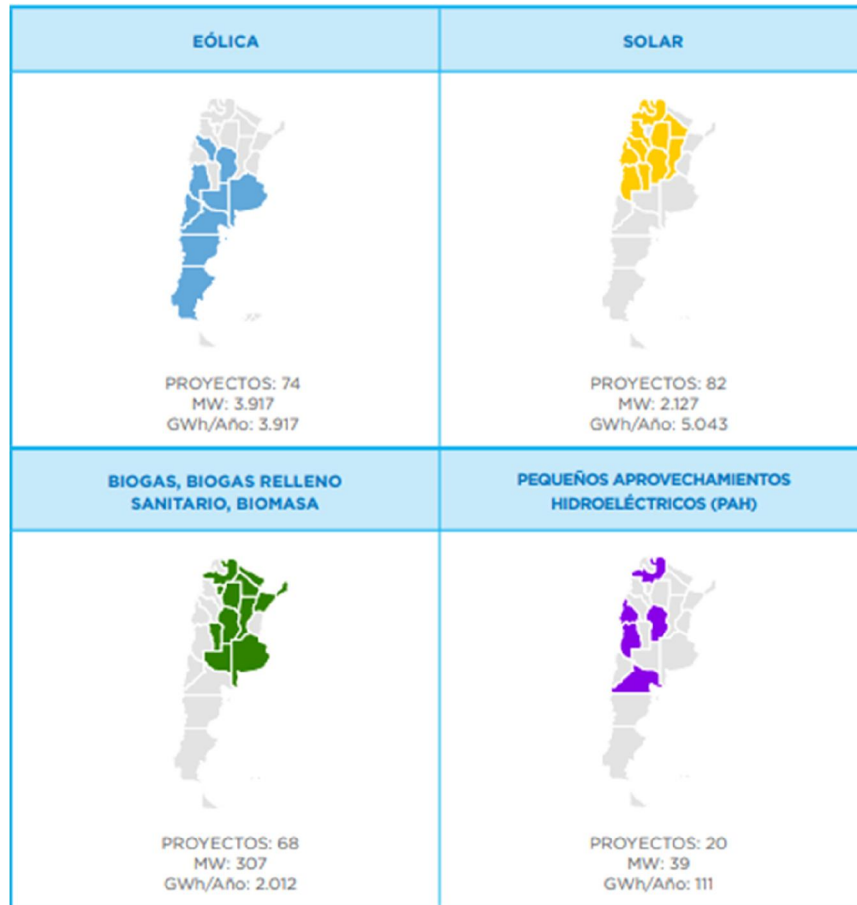 EÓLICA
SOLAR
PROYECTOS: 74
MW: 3.917
GWh/Año: 3.917
PROYECTOS: 82
MW: 2.127
GWh/Año: 5.043
BIOGAS, BIOGAS RELLENO
SANITARIO, BIOMASA
PEQUEÑOS APROVECHAMIENTOS
HIDROELÉCTRICOS (PAH)
PROYECTOS: 68
MW: 307
GWh/Año: 2.012
PROYECTOS: 20
MW: 39
GWh/Año: 111